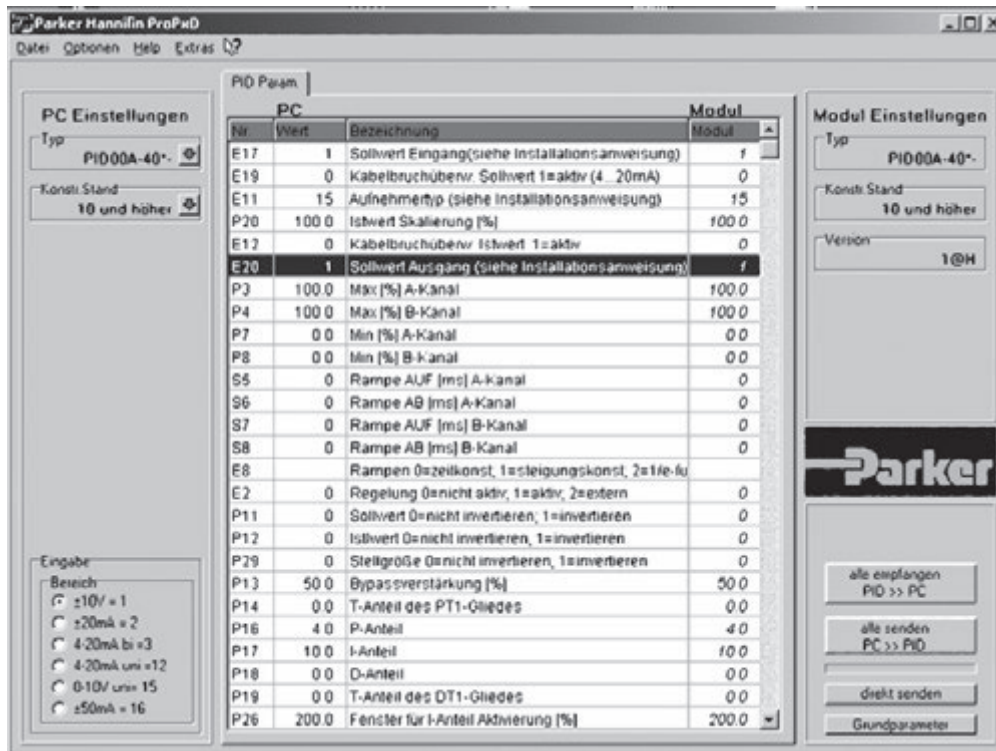 Parker Hannifin ProPxD
Datei Optionen Help Extras
PC Einstellungen
Typ
PID00A-40*-
Konstr. Stand
10 und höher
Eingabe
Bereich
±10V = 1
±20mA = 2
4-20mA bi =3
4-20mA uni =12
0-10V uni= 15
±50mA = 16
PID Param.
PC Modul
Nr. Wert Bezeichnung Modul
E17 1 Sollwert Eingang(siehe Installationsanweisung) 1
E19 0 Kabelbruchüberw. Sollwert 1=aktiv (4...20mA) 0
E11 15 Aufnehmertyp (siehe Installationsanweisung) 15
P20 100.0 Istwert Skalierung [%] 100.0
E12 0 Kabelbruchüberw. Istwert 1=aktiv 0
E20 1 Sollwert Ausgang (siehe Installationsanweisung) 1
P3 100.0 Max [%] A-Kanal 100.0
P4 100.0 Max [%] B-Kanal 100.0
P7 0.0 Min [%] A-Kanal 0.0
P8 0.0 Min [%] B-Kanal 0.0
S5 0 Rampe AUF [ms] A-Kanal 0
S6 0 Rampe AB [ms] A-Kanal 0
S7 0 Rampe AUF [ms] B-Kanal 0
S8 0 Rampe AB [ms] B-Kanal 0
E8 Rampen 0=zeitkonst, 1=steigungskonst, 2=1/e-fu
E2 0 Regelung 0=nicht aktiv, 1=aktiv, 2=extern 0
P11 0 Sollwert 0=nicht invertieren, 1=invertieren 0
P12 0 Istwert 0=nicht invertieren, 1=invertieren 0
P29 0 Stellgröße 0=nicht invertieren, 1=invertieren 0
P13 50.0 Bypassverstärkung [%] 50.0
P14 0.0 T-Anteil des PT1-Gliedes 0.0
P16 4.0 P-Anteil 4.0
P17 10.0 I-Anteil 10.0
P18 0.0 D-Anteil 0.0
P19 0.0 T-Anteil des DT1-Gliedes 0.0
P26 200.0 Fenster für I-Anteil Aktivierung [%] 200.0
Modul Einstellungen
Typ
PID00A-40*-
Konstr. Stand
10 und höher
Version
1@H
Parker
alle empfangen
PID >> PC
alle senden
PC >> PID
direkt senden
Grundparameter